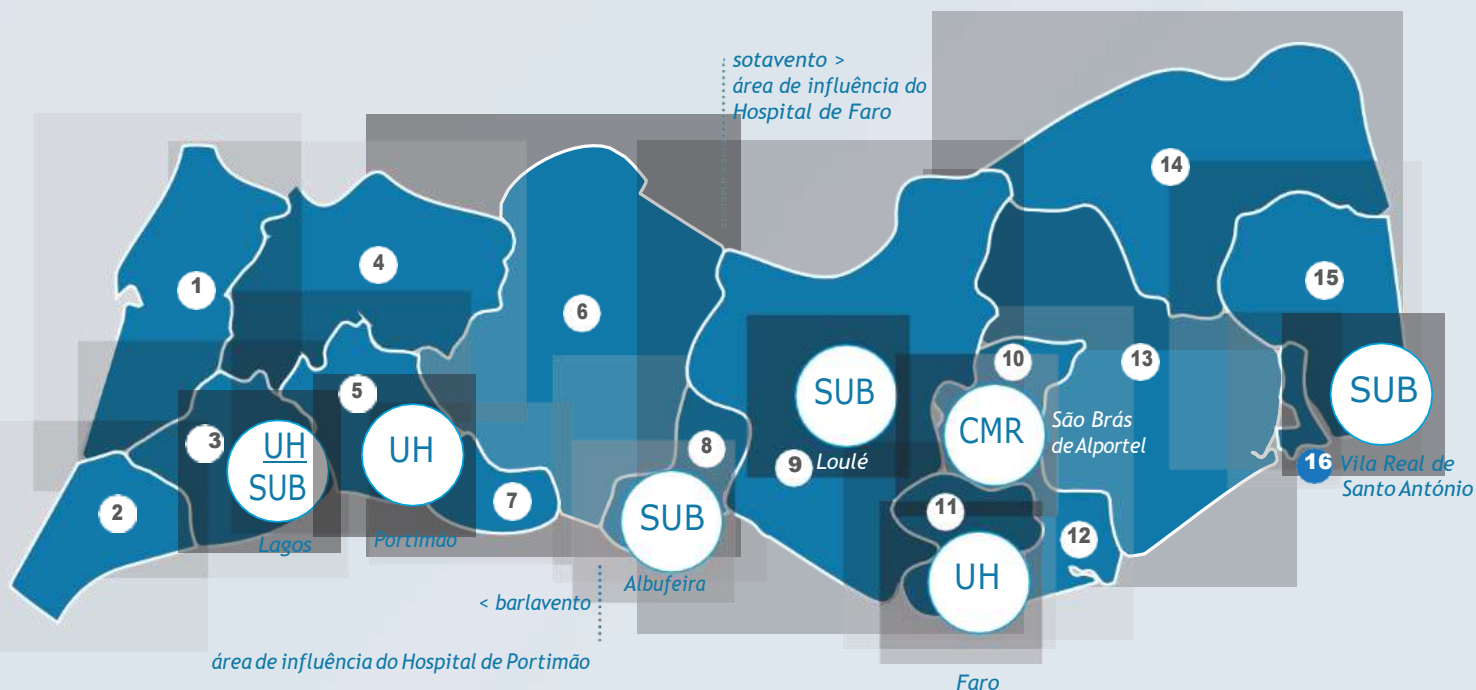 sotavento >
área de influência do
Hospital de Faro
14
1
4
15
6
10
13
5
SUB
SUB
UH
CMR
São Brás
de Alportel
3
UH
SUB
8
9
Loulé
16
Vila Real de
Santo António
2
7
SUB
11
12
Lagos
Portimão
UH
Albufeira
< barlavento
área de influência do Hospital de Portimão
Faro